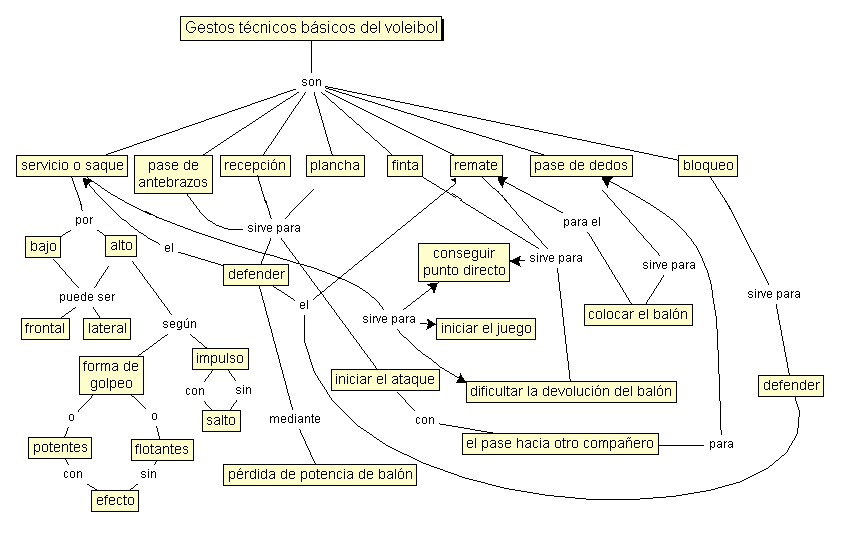 Gestos técnicos básicos del voleibol
son
servicio o saque
pase de
antebrazos
recepción
plancha
finta
remate
pase de dedos
bloqueo
por
bajo
alto
el
sirve para
para el
conseguir
punto directo
sirve para
sirve para
defender
puede ser
el
sirve para
frontal
lateral
según
sirve para
iniciar el juego
colocar el balón
forma de
golpeo
impulso
iniciar el ataque
dificultar la devolución del balón
defender
con
sin
salto
o
o
mediante
con
potentes
flotantes
el pase hacia otro compañero
para
con
sin
pérdida de potencia de balón
efecto